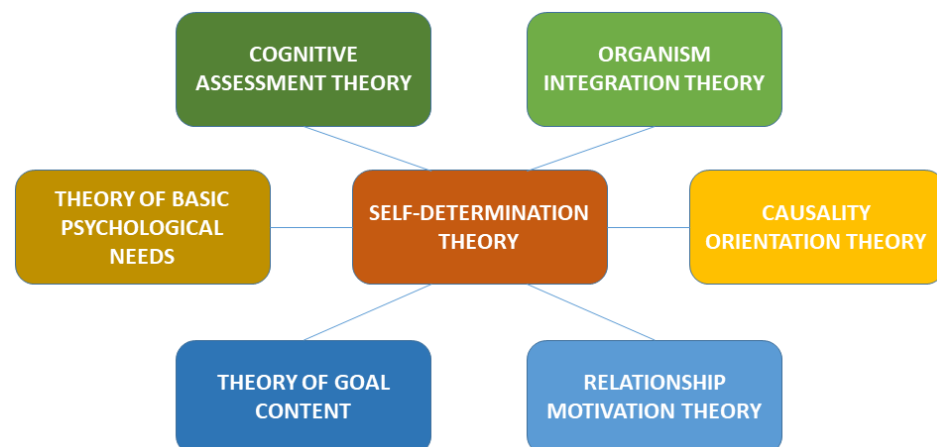 COGNITIVE
ASSESSMENT THEORY
ORGANISM
INTEGRATION THEORY
THEORY OF BASIC
PSYCHOLOGICAL
NEEDS
SELF-DETERMINATION
THEORY
CAUSALITY
ORIENTATION THEORY
THEORY OF GOAL
CONTENT
RELATIONSHIP
MOTIVATION THEORY